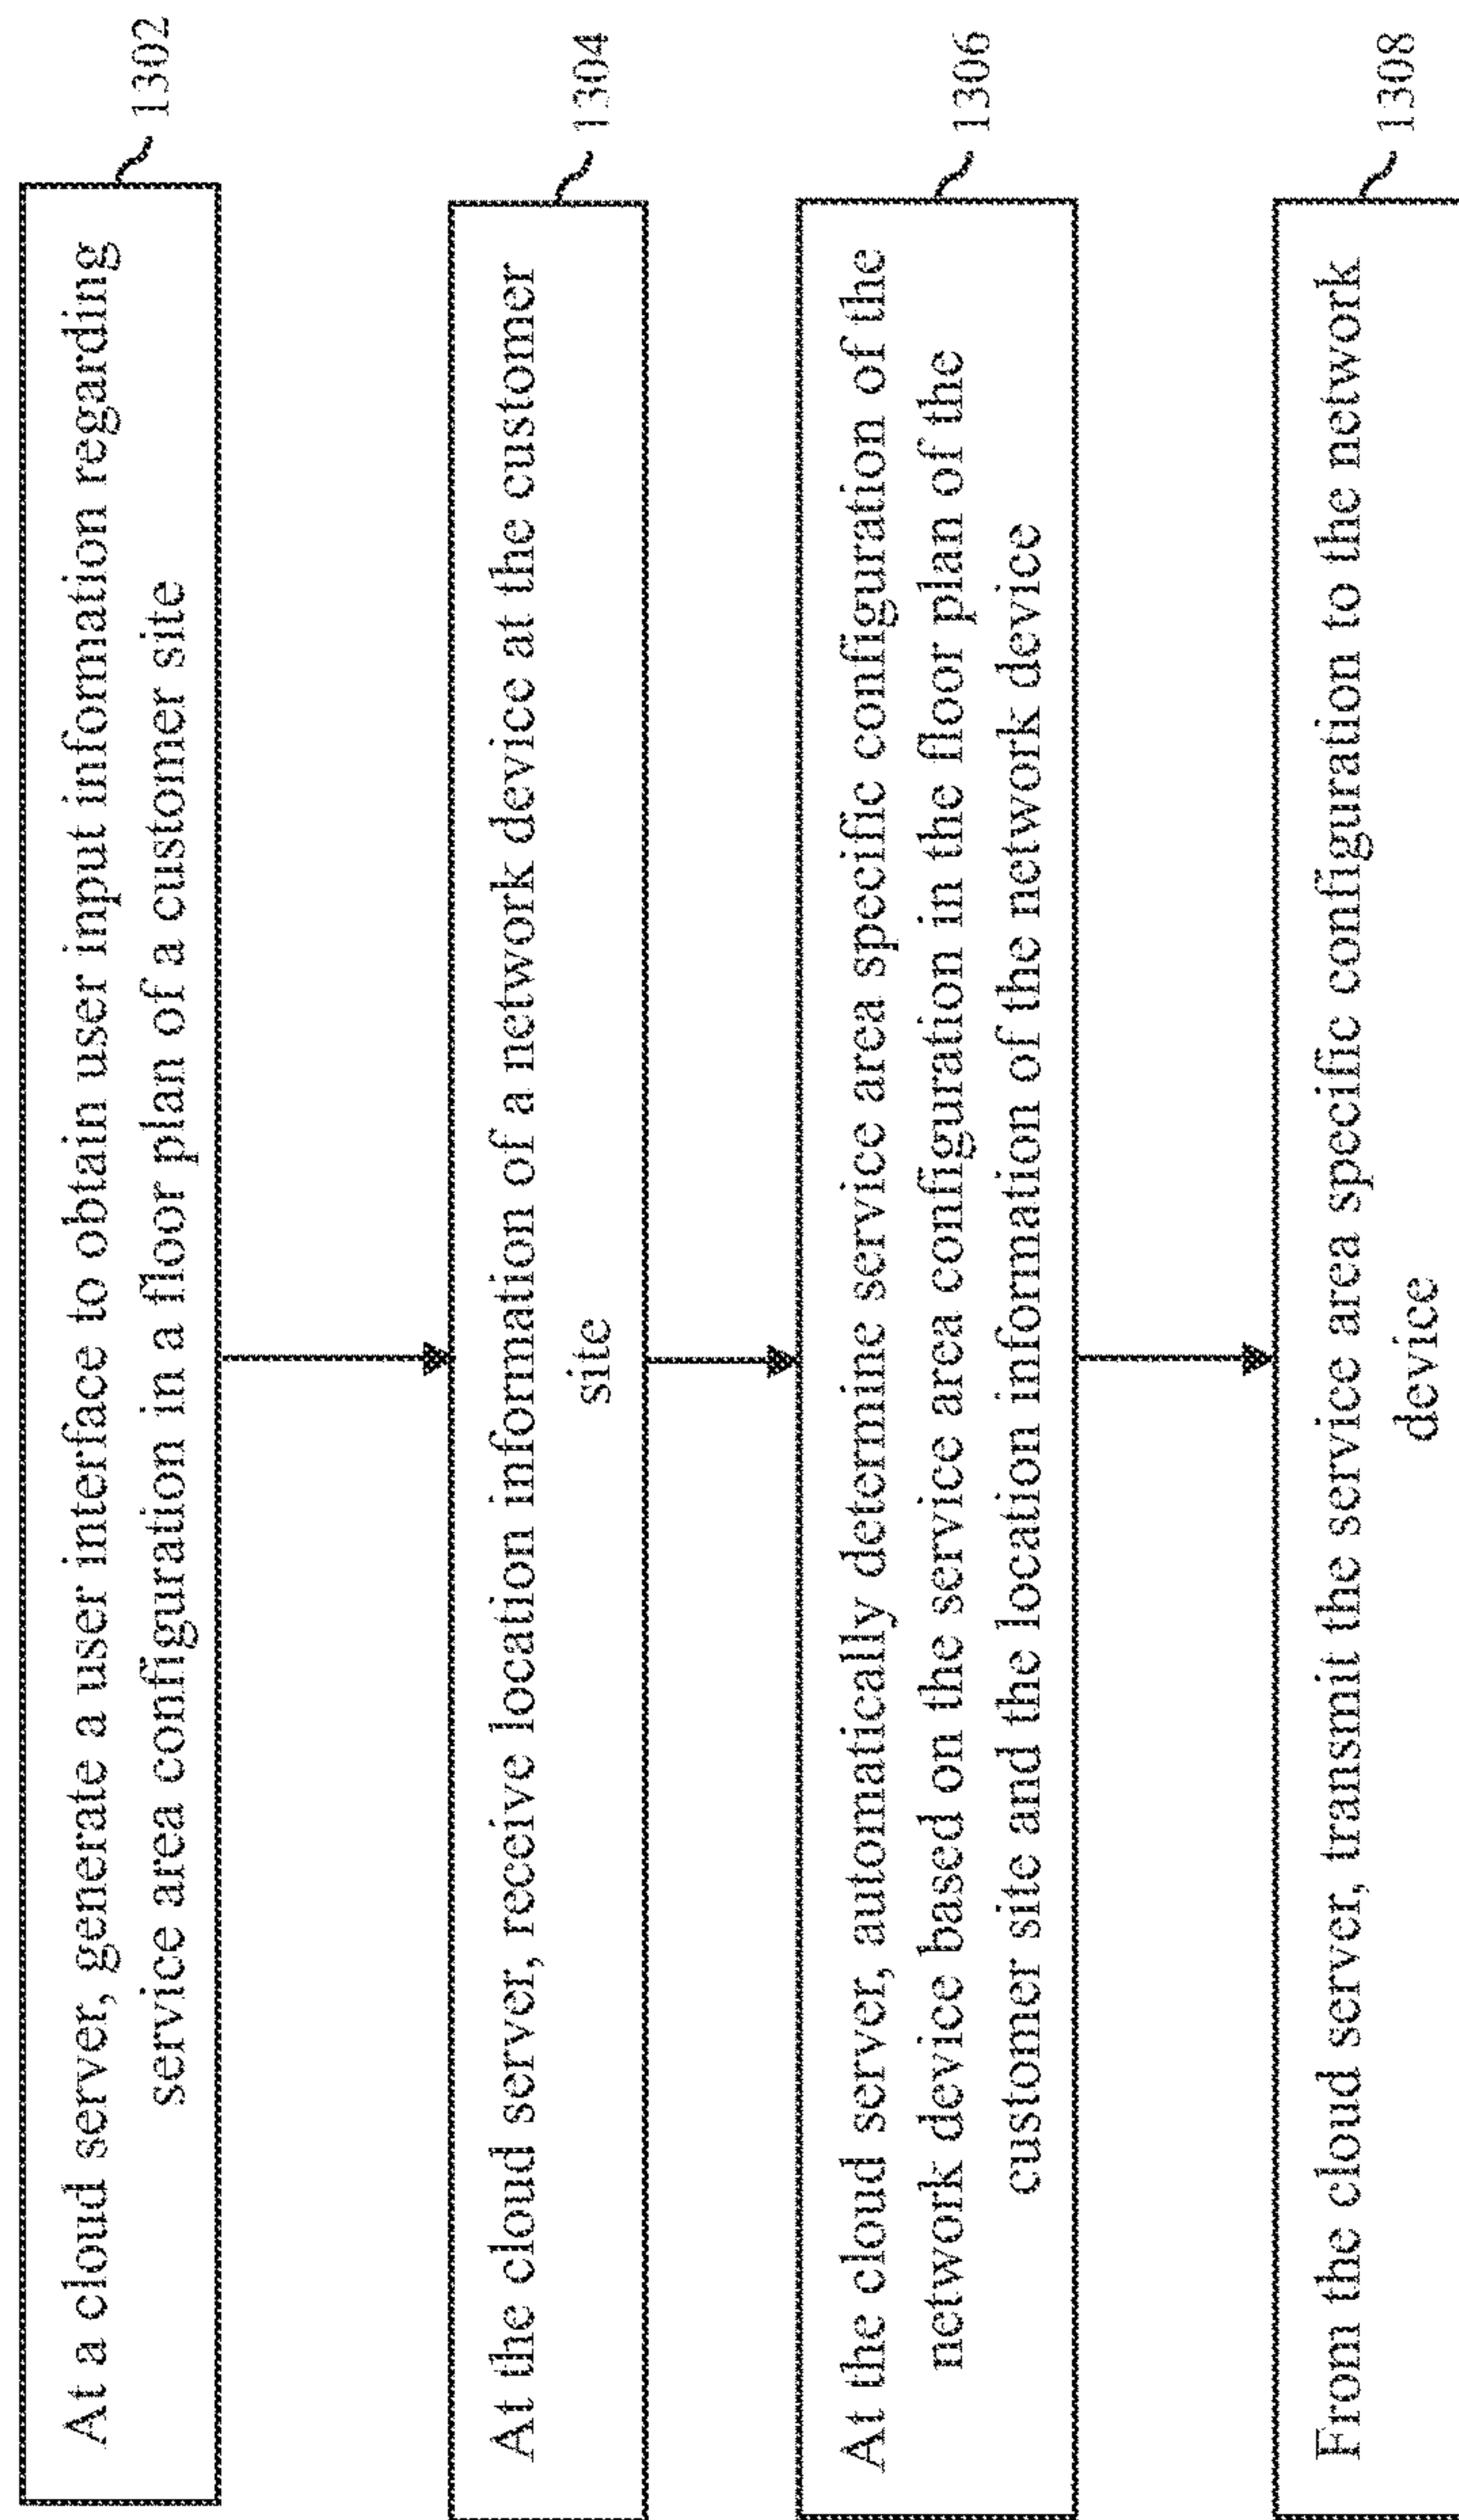 At a cloud server, generate a user interface to obtain user input information regarding
service area configuration in a floor plan of a customer site
1302
At the cloud server, receive location information of a network device at the customer
site
1304
At the cloud server, automatically determine service area specific configuration of the
network device based on the service area configuration in the floor plan of the
customer site and the location information of the network device
1306
From the cloud server, transmit the service area specific configuration to the network
device
1308